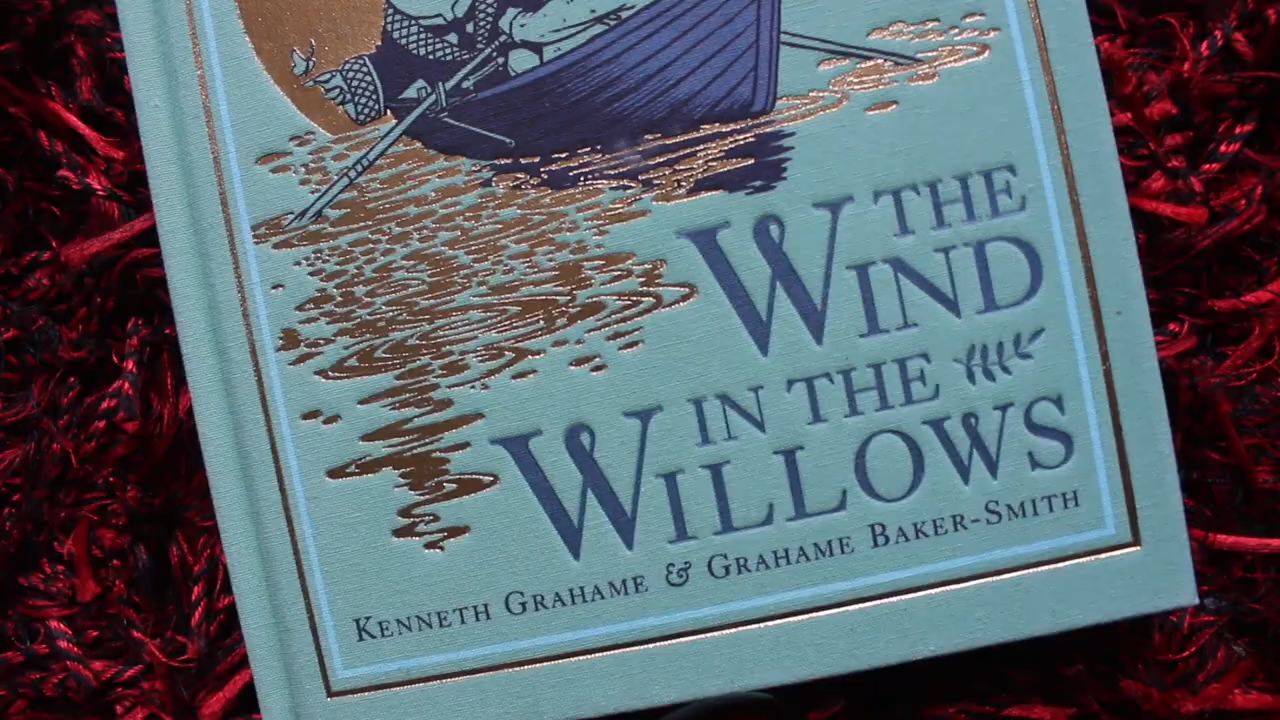 THE
WIND
IN THE
WILLOWS
KENNETH GRAHAME & GRAHAME BAKER-SMITH